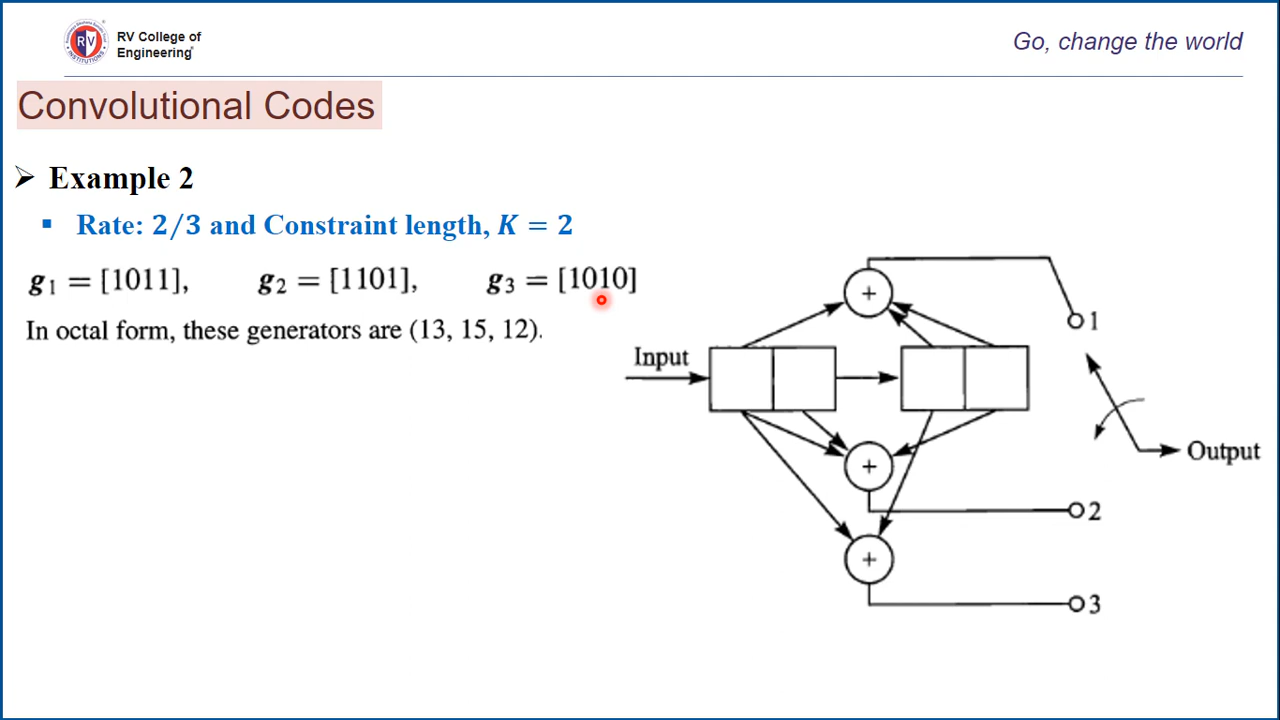 RV College of
Engineering
Go, change the world
Convolutional Codes
➢ Example 2
▪ Rate: 2/3 and Constraint length, K = 2
g1 = [1011], g2 = [1101], g3 = [1010]
In octal form, these generators are (13, 15, 12).
+
1
Input
+
Output
2
+
3